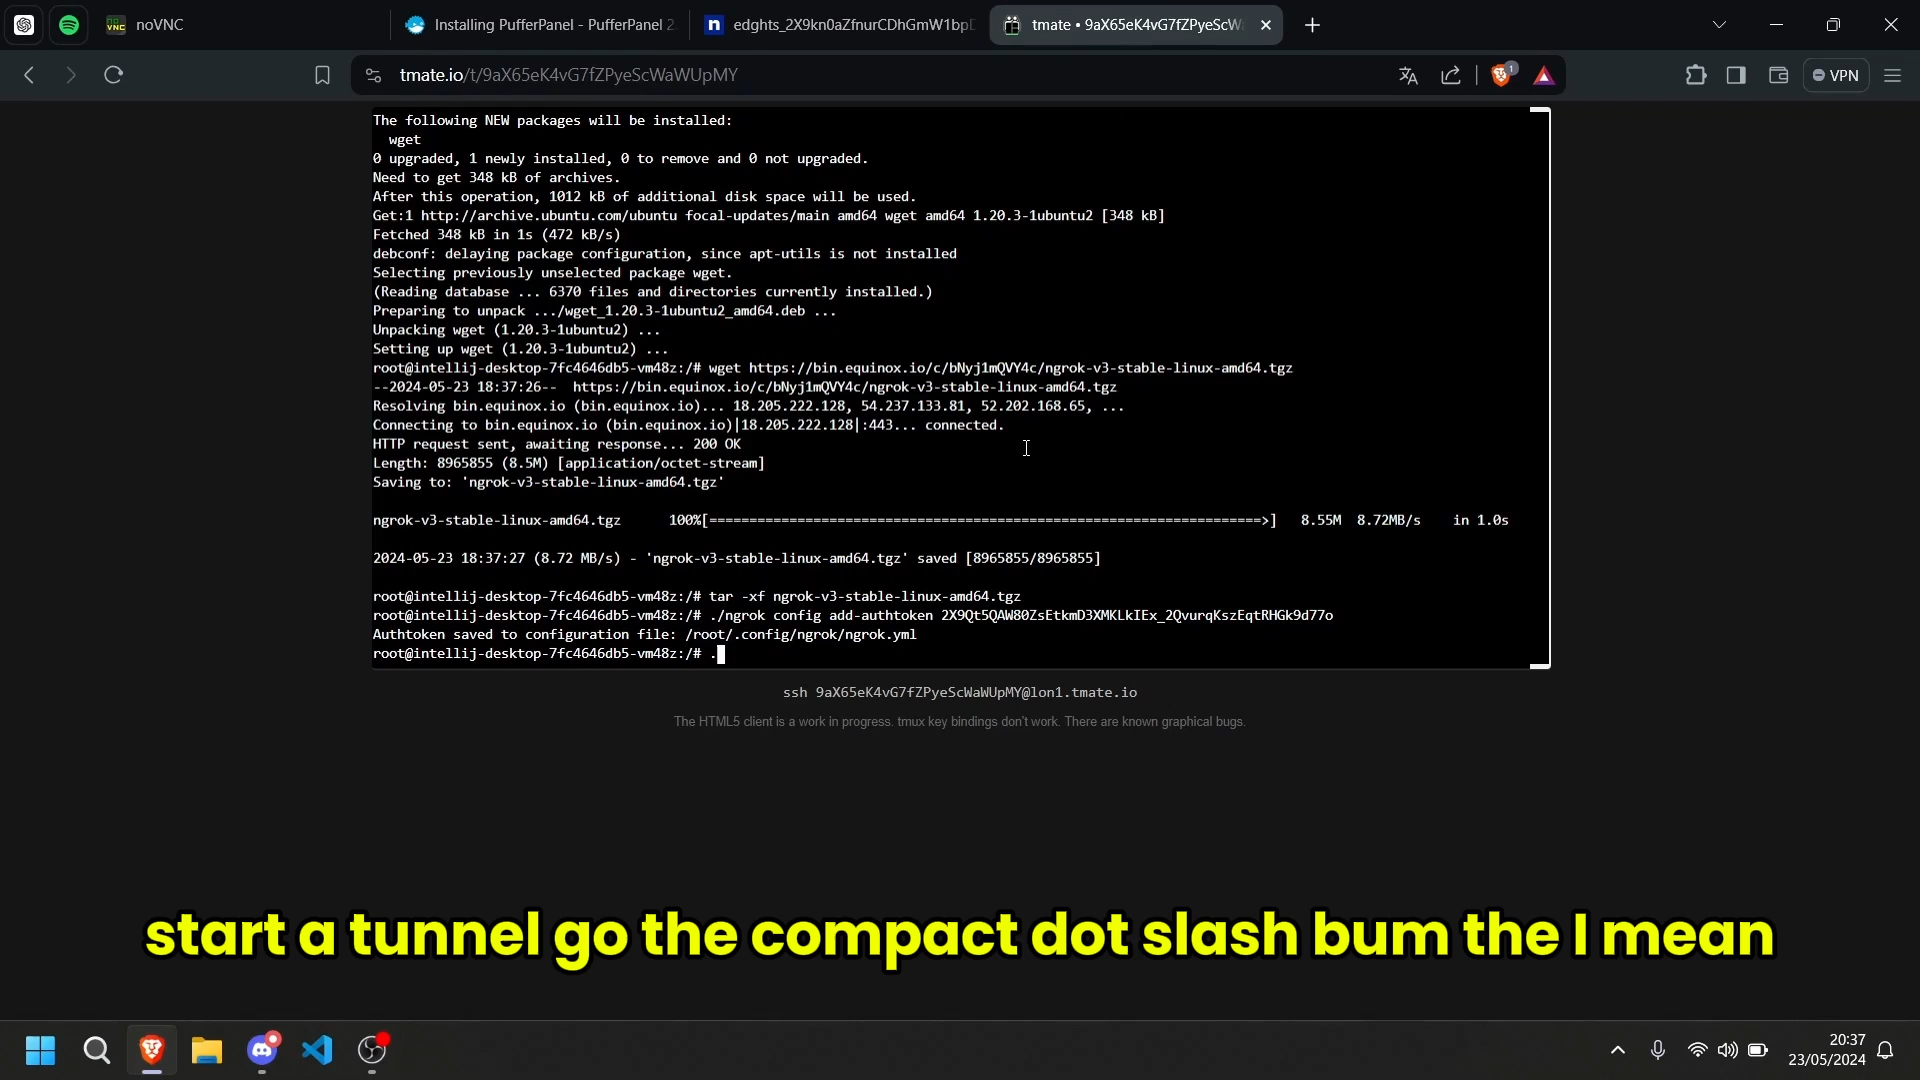 noVNC
Installing PufferPanel - PufferPanel 2
edghts_2X9kn0aZfnurCDhGmW1bpD
tmate • 9aX65eK4vG7fZPyeScW
tmate.io/t/9aX65eK4vG7fZPyeScWaWUpMY
1
VPN
The following NEW packages will be installed:
wget
0 upgraded, 1 newly installed, 0 to remove and 0 not upgraded.
Need to get 348 kB of archives.
After this operation, 1012 kB of additional disk space will be used.
Get:1 http://archive.ubuntu.com/ubuntu focal-updates/main amd64 wget amd64 1.20.3-1ubuntu2 [348 kB]
Fetched 348 kB in 1s (472 kB/s)
debconf: delaying package configuration, since apt-utils is not installed
Selecting previously unselected package wget.
(Reading database ... 6370 files and directories currently installed.)
Preparing to unpack .../wget_1.20.3-1ubuntu2_amd64.deb ...
Unpacking wget (1.20.3-1ubuntu2) ...
Setting up wget (1.20.3-1ubuntu2) ...
root@intellij-desktop-7fc4646db5-vm48z:/# wget https://bin.equinox.io/c/bNyj1mQVY4c/ngrok-v3-stable-linux-amd64.tgz
--2024-05-23 18:37:26-- https://bin.equinox.io/c/bNyj1mQVY4c/ngrok-v3-stable-linux-amd64.tgz
Resolving bin.equinox.io (bin.equinox.io)... 18.205.222.128, 54.237.133.81, 52.202.168.65, ...
Connecting to bin.equinox.io (bin.equinox.io)|18.205.222.128|:443... connected.
HTTP request sent, awaiting response... 200 OK
Length: 8965855 (8.5M) [application/octet-stream]
Saving to: 'ngrok-v3-stable-linux-amd64.tgz'
ngrok-v3-stable-linux-amd64.tgz 100%[=====================================================================>] 8.55M 8.72MB/s in 1.0s
2024-05-23 18:37:27 (8.72 MB/s) - 'ngrok-v3-stable-linux-amd64.tgz' saved [8965855/8965855]
root@intellij-desktop-7fc4646db5-vm48z:/# tar -xf ngrok-v3-stable-linux-amd64.tgz
root@intellij-desktop-7fc4646db5-vm48z:/# ./ngrok config add-authtoken 2X9Qt5QAW80ZsEtkmD3XMKLkIEx_2QvurqKszEqtRHGk9d77o
Authtoken saved to configuration file: /root/.config/ngrok/ngrok.yml
root@intellij-desktop-7fc4646db5-vm48z:/# .
ssh 9aX65eK4vG7fZPyeScWaWUpMY@lon1.tmate.io
The HTML5 client is a work in progress. tmux key bindings don't work. There are known graphical bugs.
start a tunnel go the compact dot slash bum the I mean
20:37
23/05/2024